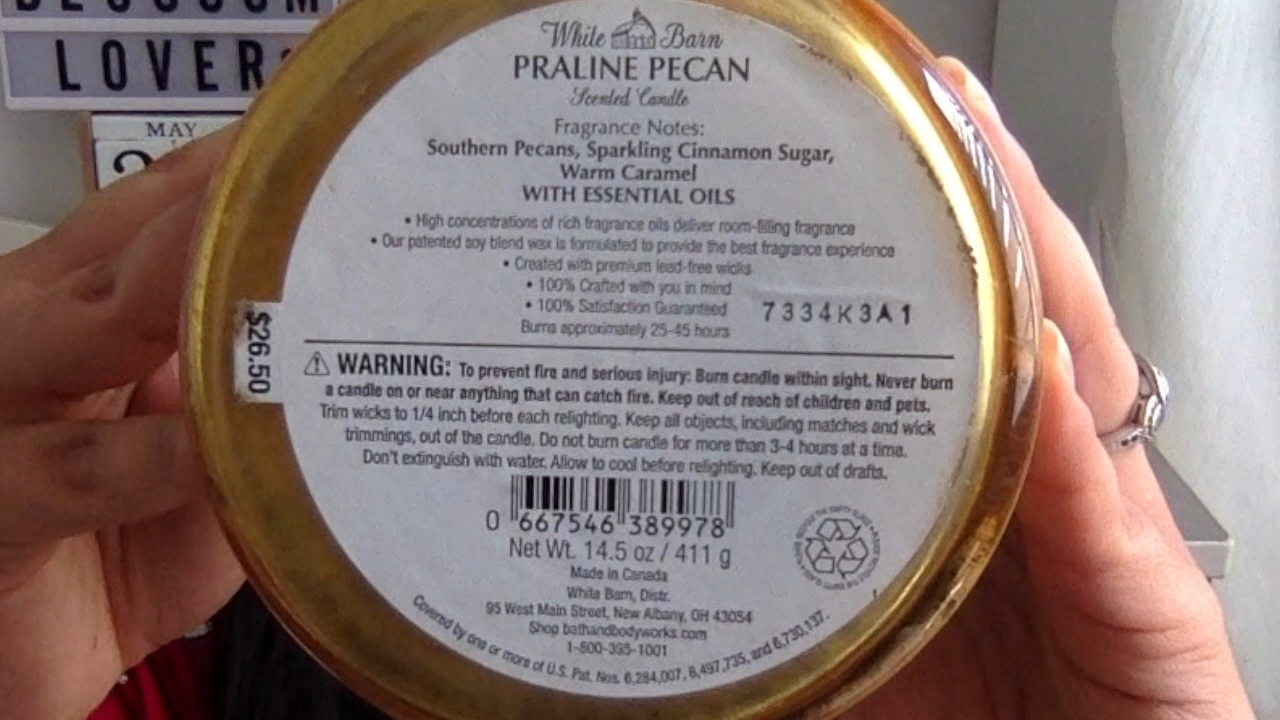 LOVER
MAY
White Barn
PRALINE PECAN
Scented Candle
Fragrance Notes:
Southern Pecans, Sparkling Cinnamon Sugar,
Warm Caramel
WITH ESSENTIAL OILS
• High concentrations of rich fragrance oils deliver room-filling fragrance
• Our patented soy blend wax is formulated to provide the best fragrance experience
• Created with premium lead-free wicks
• 100% Crafted with you in mind
• 100% Satisfaction Guaranteed
7334K3A1
Burns approximately 25-45 hours
$26.50
⚠ WARNING: To prevent fire and serious injury: Burn candle within sight. Never burn
a candle on or near anything that can catch fire. Keep out of reach of children and pets.
Trim wicks to 1/4 inch before each relighting. Keep all objects, including matches and wick
trimmings, out of the candle. Do not burn candle for more than 3-4 hours at a time.
Don't extinguish with water. Allow to cool before relighting. Keep out of drafts.
0 667546 389978
Net Wt. 14.5 oz / 411 g
Made in Canada
White Barn, Distr.
95 West Main Street, New Albany, OH 43054
Shop bathandbodyworks.com
1-800-395-1001
Covered by one or more of U.S. Pat. Nos. 6,284,007, 6,497,735, and 6,730,137.